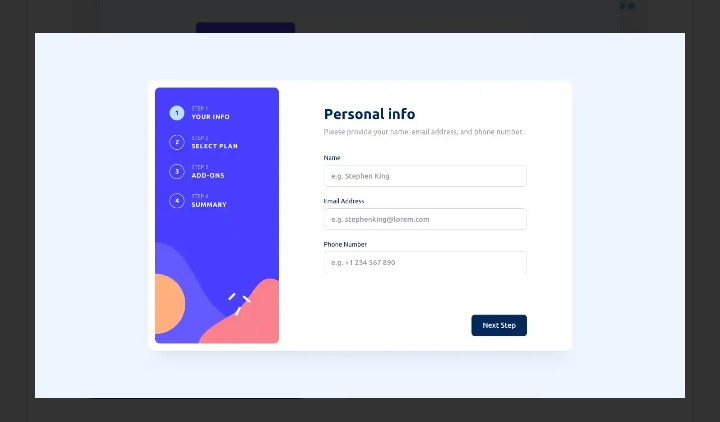 1
STEP 1
YOUR INFO
2
STEP 2
SELECT PLAN
3
STEP 3
ADD-ONS
4
STEP 4
SUMMARY
Personal info
Please provide your name, email address, and phone number.
Name
e.g. Stephen King
Email Address
e.g. stephenking@lorem.com
Phone Number
e.g. +1 234 567 890
Next Step